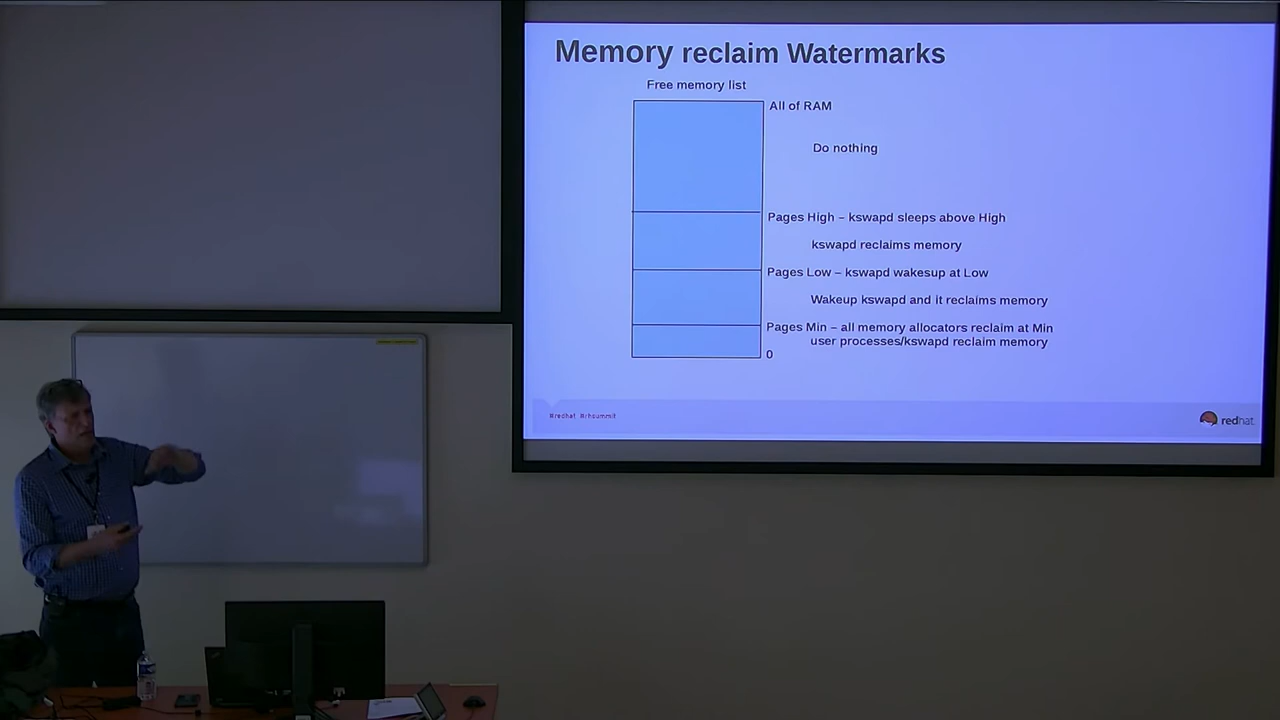 Memory reclaim Watermarks
Free memory list
All of RAM
Do nothing
Pages High – kswapd sleeps above High
kswapd reclaims memory
Pages Low – kswapd wakesup at Low
Wakeup kswapd and it reclaims memory
Pages Min – all memory allocators reclaim at Min
user processes/kswapd reclaim memory
0
#redhat #rhsummit
redhat